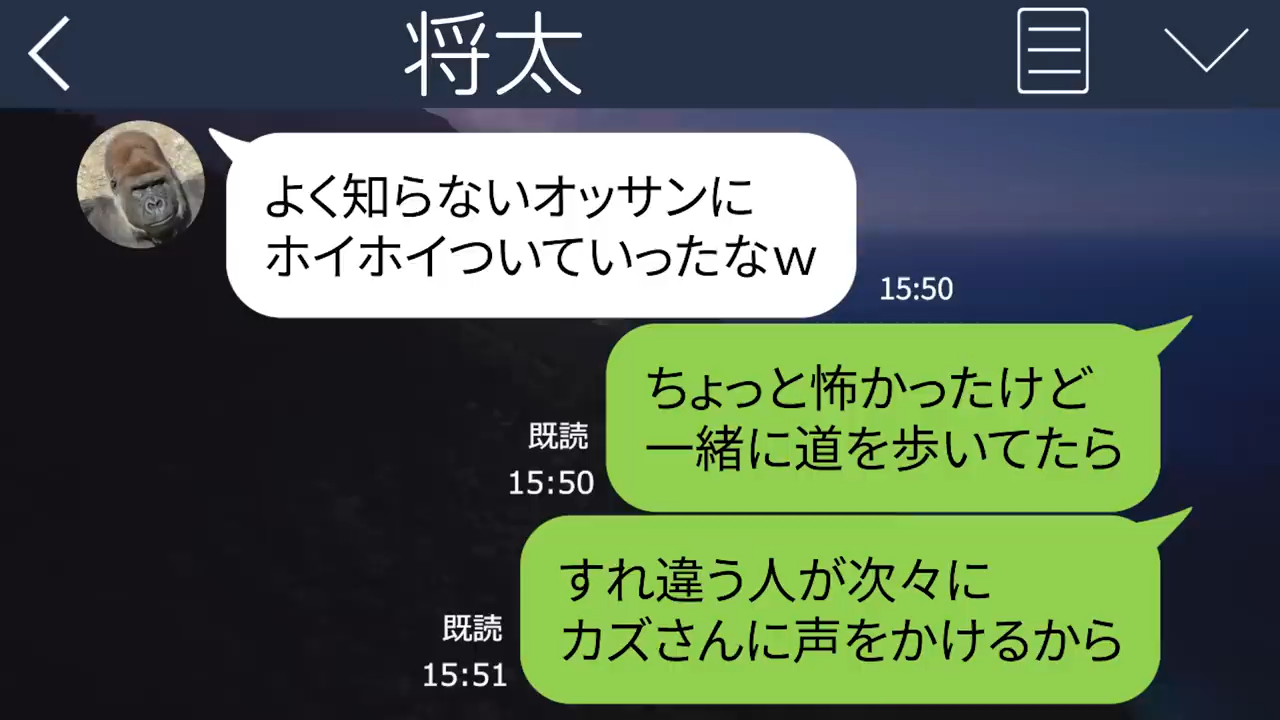 将太
よく知らないオッサンに
ホイホイついていったなｗ
15:50
ちょっと怖かったけど
一緒に道を歩いてたら
既読
15:50
すれ違う人が次々に
カズさんに声をかけるから
既読
15:51